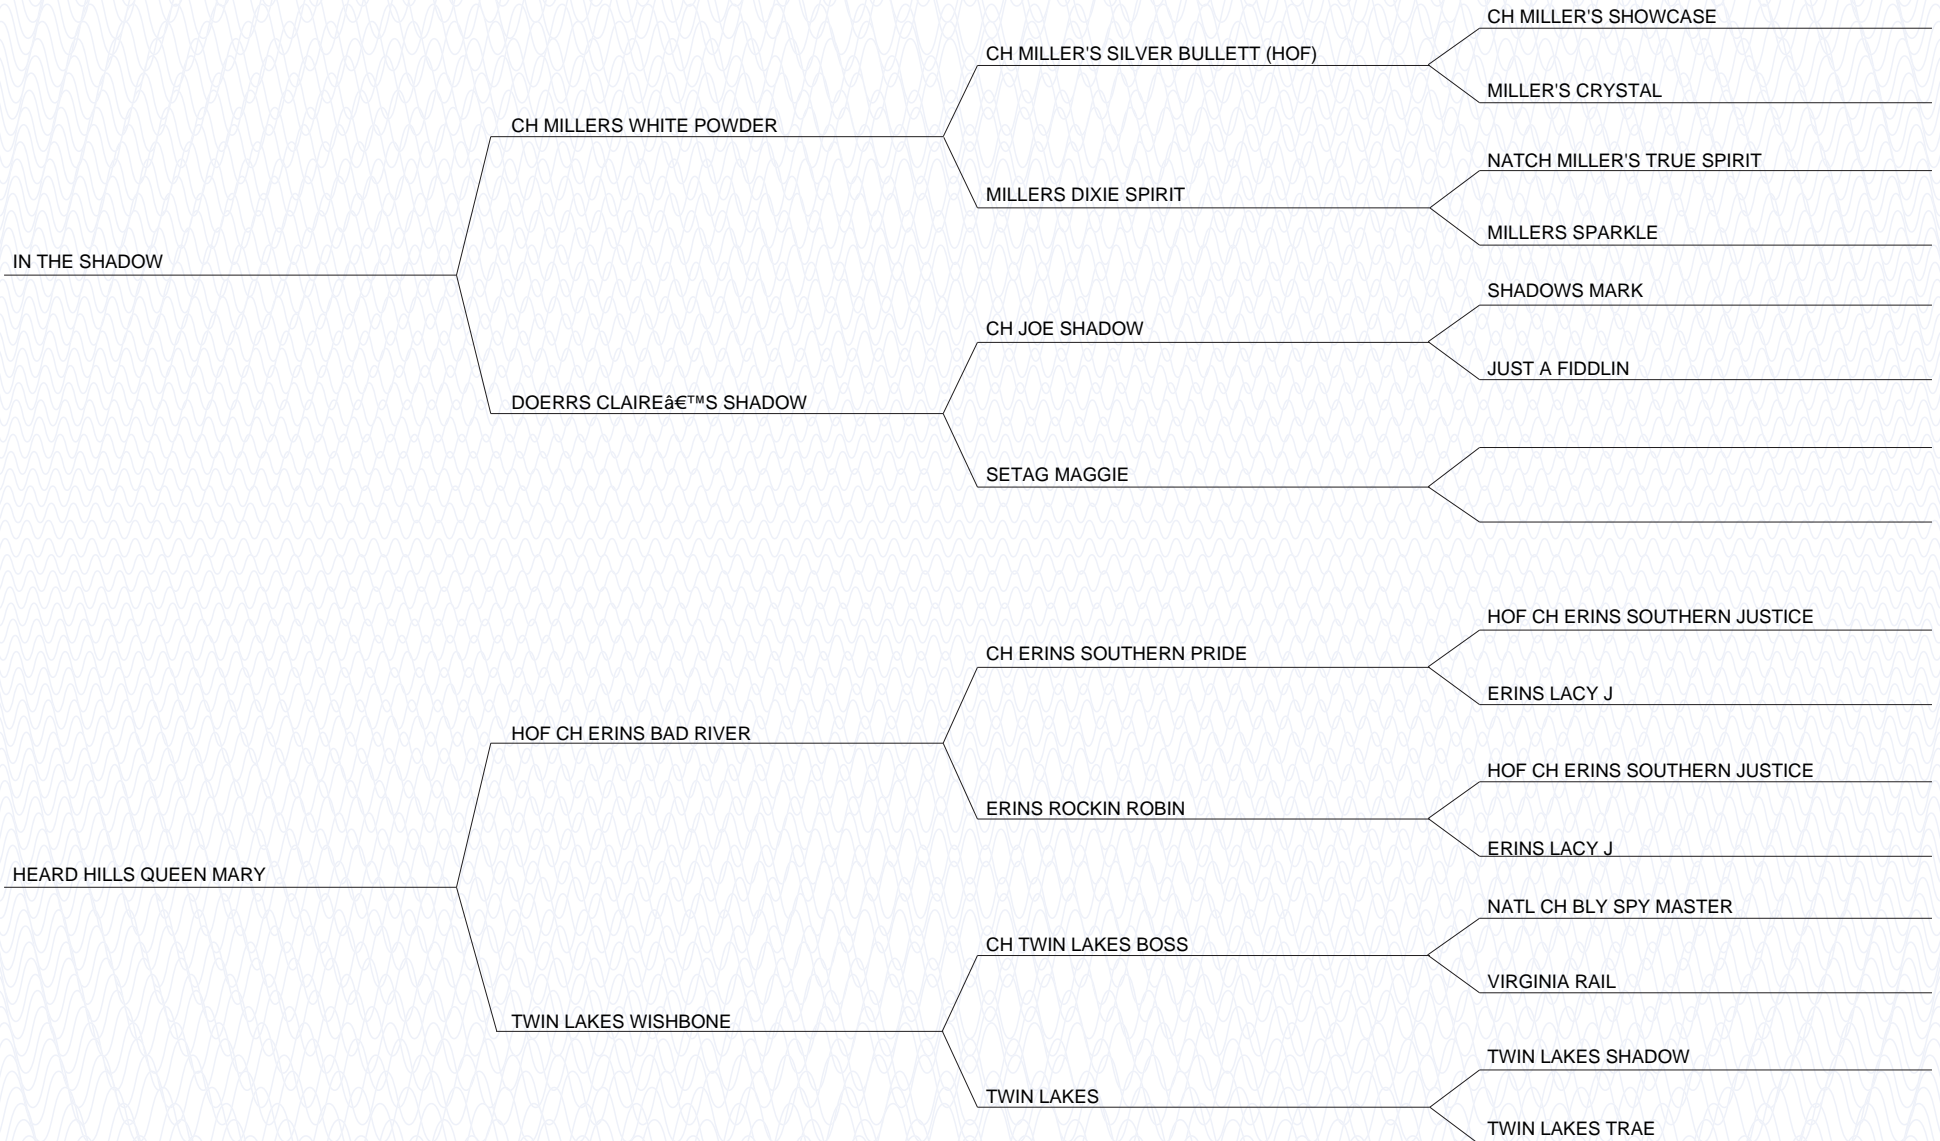 CH MILLER'S SHOWCASE
CH MILLER'S SILVER BULLETT (HOF)
MILLER'S CRYSTAL
CH MILLERS WHITE POWDER
NATCH MILLER'S TRUE SPIRIT
MILLERS DIXIE SPIRIT
MILLERS SPARKLE
IN THE SHADOW
SHADOWS MARK
CH JOE SHADOW
JUST A FIDDLIN
DOERRS CLAIREâ€™S SHADOW
SETAG MAGGIE
HOF CH ERINS SOUTHERN JUSTICE
CH ERINS SOUTHERN PRIDE
ERINS LACY J
HOF CH ERINS BAD RIVER
HOF CH ERINS SOUTHERN JUSTICE
ERINS ROCKIN ROBIN
ERINS LACY J
HEARD HILLS QUEEN MARY
NATL CH BLY SPY MASTER
CH TWIN LAKES BOSS
VIRGINIA RAIL
TWIN LAKES WISHBONE
TWIN LAKES SHADOW
TWIN LAKES
TWIN LAKES TRAE